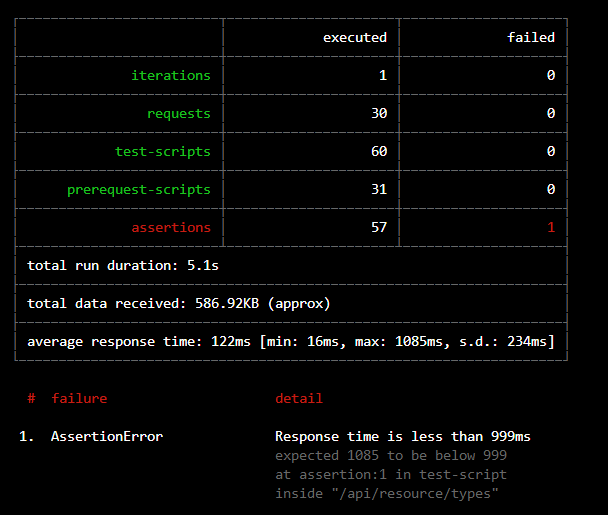 executed failed
iterations 1 0
requests 30 0
test-scripts 60 0
prerequest-scripts 31 0
assertions 57 1
total run duration: 5.1s
total data received: 586.92KB (approx)
average response time: 122ms [min: 16ms, max: 1085ms, s.d.: 234ms]
# failure detail
1. AssertionError Response time is less than 999ms
expected 1085 to be below 999
at assertion:1 in test-script
inside "/api/resource/types"